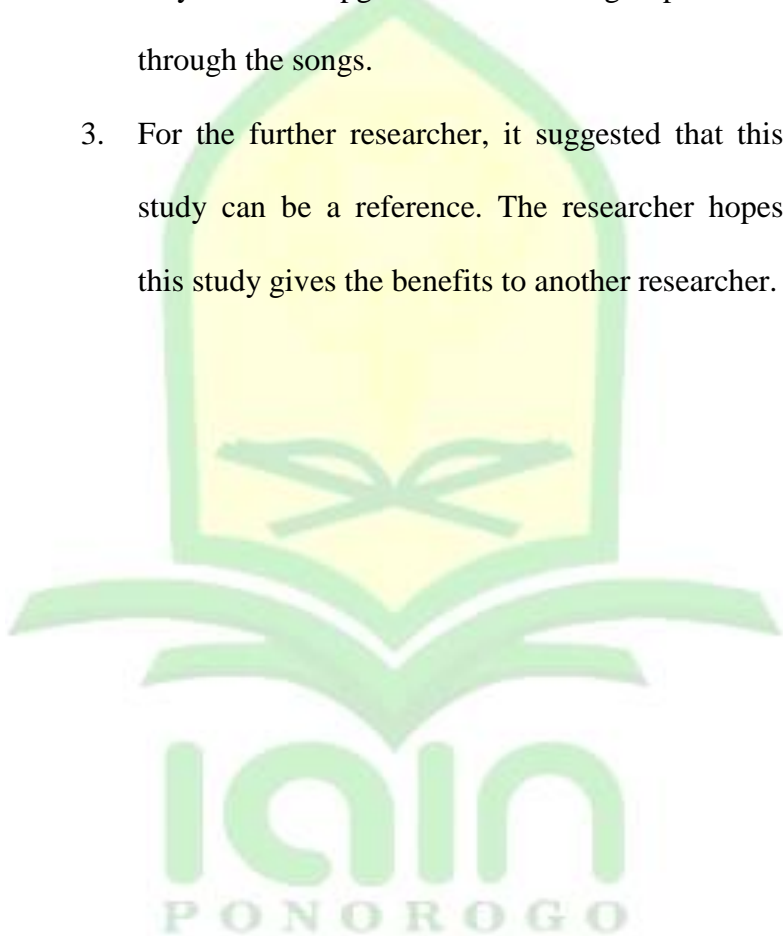 through the songs.
3. For the further researcher, it suggested that this
study can be a reference. The researcher hopes
this study gives the benefits to another researcher.
IAIN
PONOROGO